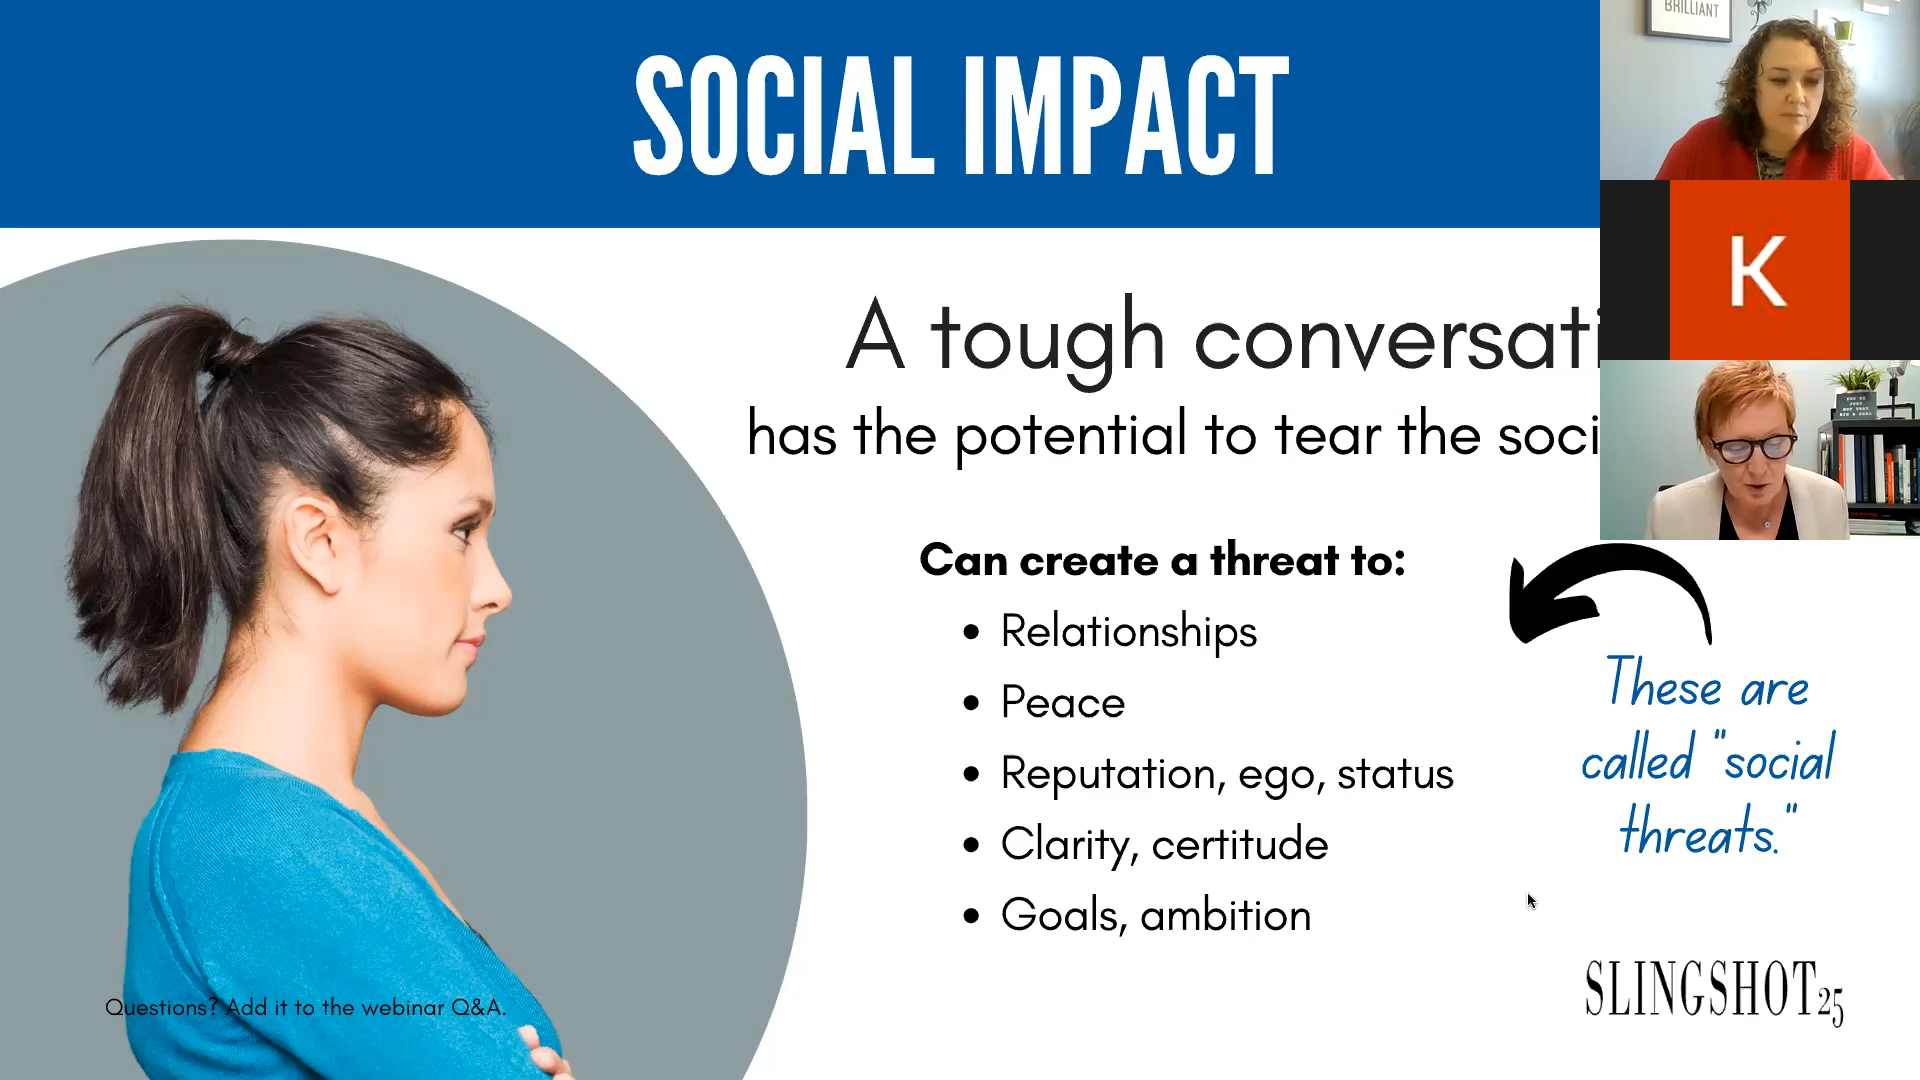 SOCIAL IMPACT
BRILLIANT
K
A tough conversati
has the potential to tear the soci
Can create a threat to:
• Relationships
• Peace
• Reputation, ego, status
• Clarity, certitude
• Goals, ambition
These are
called "social
threats."
Questions? Add it to the webinar Q&A.
SLINGSHOT25